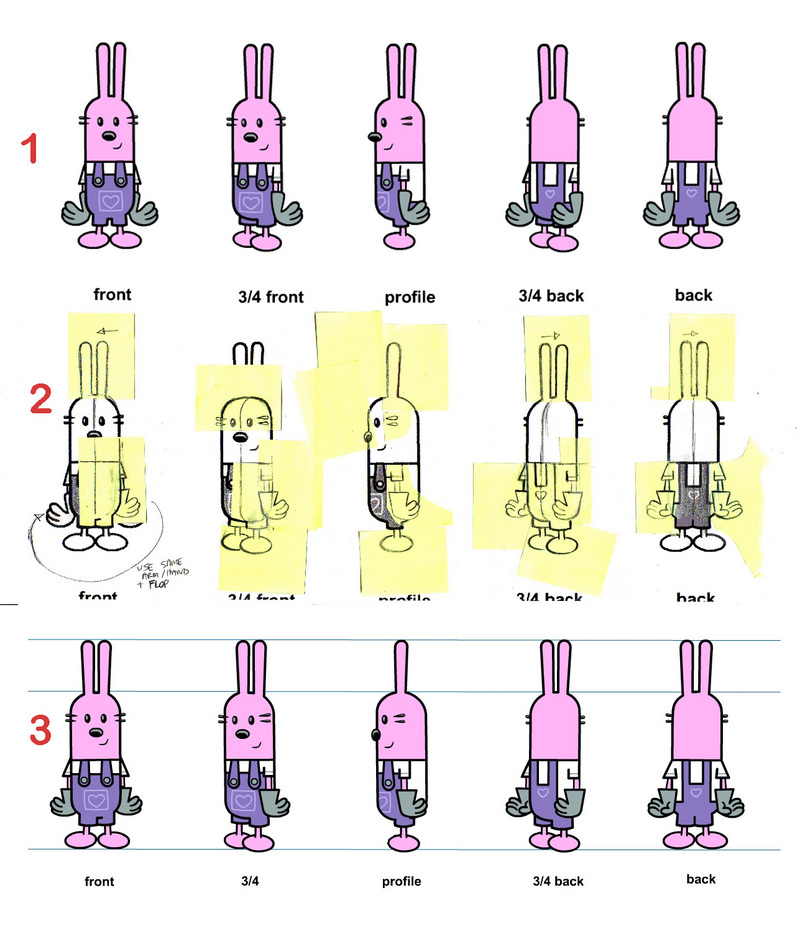 1
front
3/4 front
profile
3/4 back
back
2
USE SAME
ARM/HAND
+ FLOP
front
3/4 front
profile
3/4 back
back
3
front
3/4
profile
3/4 back
back